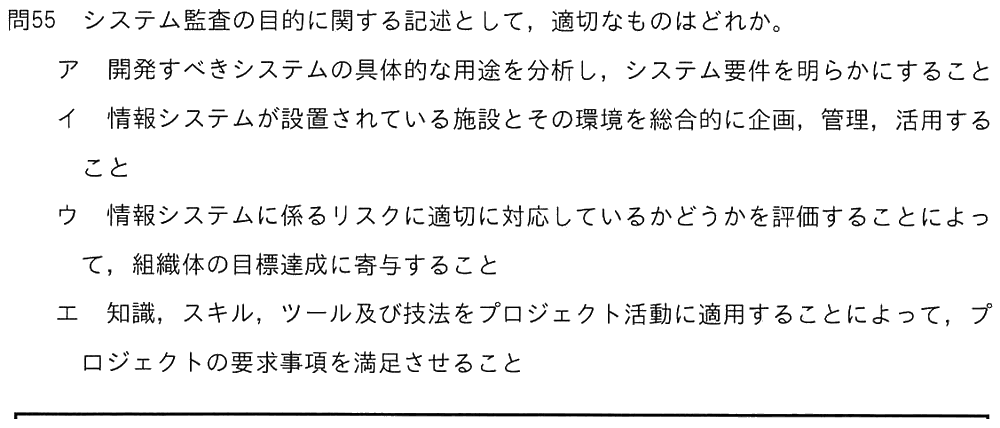 問55 システム監査の目的に関する記述として，適切なものはどれか。
ア 開発すべきシステムの具体的な用途を分析し，システム要件を明らかにすること
イ 情報システムが設置されている施設とその環境を総合的に企画，管理，活用する
こと
ウ 情報システムに係るリスクに適切に対応しているかどうかを評価することによっ
て，組織体の目標達成に寄与すること
エ 知識，スキル，ツール及び技法をプロジェクト活動に適用することによって，プ
ロジェクトの要求事項を満足させること